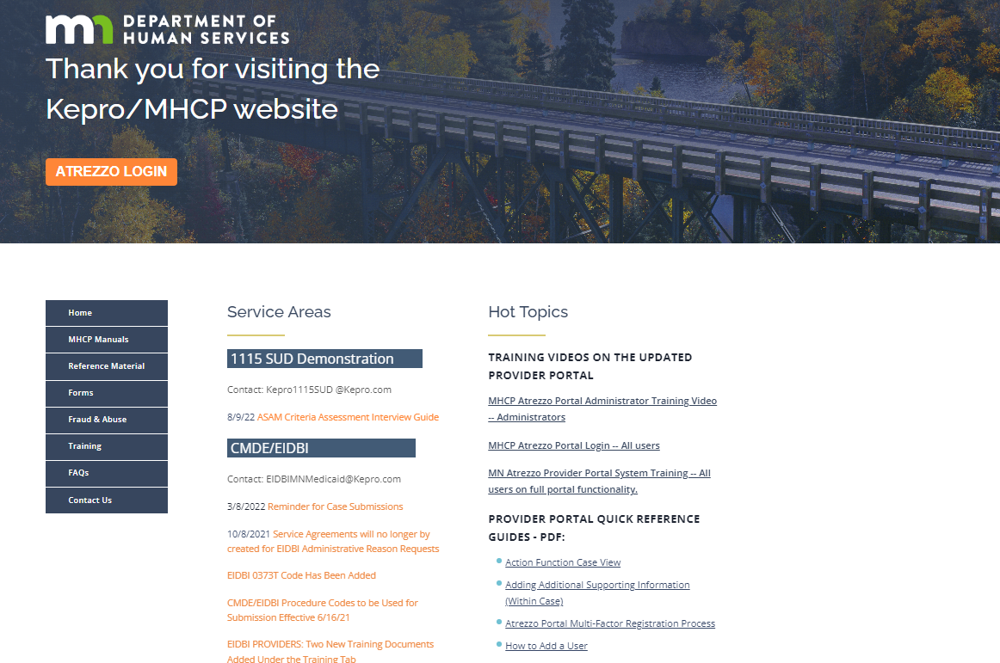 DEPARTMENT OF
HUMAN SERVICES
Thank you for visiting the
Kepro/MHCP website
ATREZZO LOGIN
Home
MHCP Manuals
Reference Material
Forms
Fraud & Abuse
Training
FAQs
Contact Us
Service Areas
1115 SUD Demonstration
Contact: Kepro1115SUD @Kepro.com
8/9/22 ASAM Criteria Assessment Interview Guide
CMDE/EIDBI
Contact: EIDBIMNMedicaid@Kepro.com
3/8/2022 Reminder for Case Submissions
10/8/2021 Service Agreements will no longer by
created for EIDBI Administrative Reason Requests
EIDBI 0373T Code Has Been Added
CMDE/EIDBI Procedure Codes to be Used for
Submission Effective 6/16/21
EIDBI PROVIDERS: Two New Training Documents
Added Under the Training Tab
Hot Topics
TRAINING VIDEOS ON THE UPDATED
PROVIDER PORTAL
MHCP Atrezzo Portal Administrator Training Video
-- Administrators
MHCP Atrezzo Portal Login -- All users
MN Atrezzo Provider Portal System Training -- All
users on full portal functionality.
PROVIDER PORTAL QUICK REFERENCE
GUIDES - PDF:
Action Function Case View
Adding Additional Supporting Information
(Within Case)
Atrezzo Portal Multi-Factor Registration Process
How to Add a User